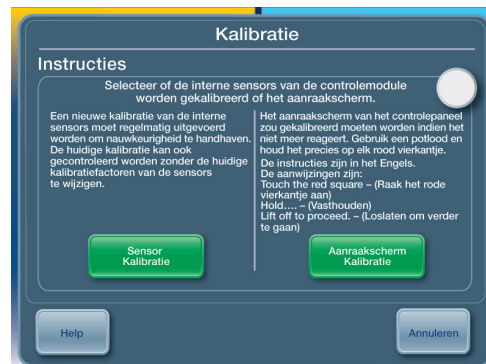 Kalibratie
Instructies
Selecteer of de interne sensors van de controlemodule
worden gekalibreerd of het aanraakscherm.
Een nieuwe kalibratie van de interne
sensors moet regelmatig uitgevoerd
worden om nauwkeurigheid te handhaven.
De huidige kalibratie kan ook
gecontroleerd worden zonder de huidige
kalibratiefactoren van de sensors
te wijzigen.
Het aanraakscherm van het controlepaneel
zou gekalibreerd moeten worden indien het
niet meer reageert. Gebruik een potlood en
houd het precies op elk rood vierkantje.
De instructies zijn in het Engels.
De aanwijzingen zijn:
Touch the red square – (Raak het rode
vierkantje aan)
Hold…. – (Vasthouden)
Lift off to proceed. – (Loslaten om verder
te gaan)
Sensor
Kalibratie
Aanraakscherm
Kalibratie
Help
Annuleren